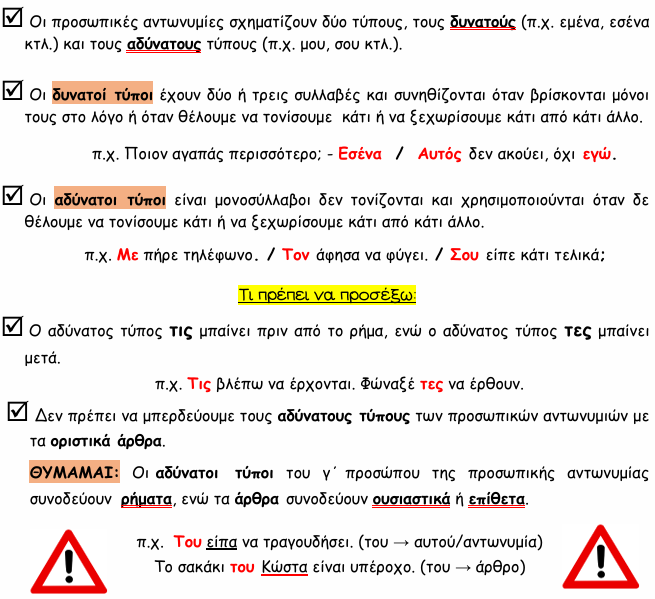 Οι προσωπικές αντωνυμίες σχηματίζουν δύο τύπους, τους δυνατούς (π.χ. εμένα, εσένα
κτλ.) και τους αδύνατους τύπους (π.χ. μου, σου κτλ.).
Οι δυνατοί τύποι έχουν δύο ή τρεις συλλαβές και συνηθίζονται όταν βρίσκονται μόνοι
τους στο λόγο ή όταν θέλουμε να τονίσουμε κάτι ή να ξεχωρίσουμε κάτι από κάτι άλλο.
π.χ. Ποιον αγαπάς περισσότερο; - Εσένα / Αυτός δεν ακούει, όχι εγώ.
Οι αδύνατοι τύποι είναι μονοσύλλαβοι δεν τονίζονται και χρησιμοποιούνται όταν δε
θέλουμε να τονίσουμε κάτι ή να ξεχωρίσουμε κάτι από κάτι άλλο.
π.χ. Με πήρε τηλέφωνο. / Τον άφησα να φύγει. / Σου είπε κάτι τελικά;
Τι πρέπει να προσέξω:
Ο αδύνατος τύπος τις μπαίνει πριν από το ρήμα, ενώ ο αδύνατος τύπος τες μπαίνει
μετά.
π.χ. Τις βλέπω να έρχονται. Φώναξέ τες να έρθουν.
Δεν πρέπει να μπερδεύουμε τους αδύνατους τύπους των προσωπικών αντωνυμιών με
τα οριστικά άρθρα.
ΘΥΜΑΜΑΙ: Οι αδύνατοι τύποι του γ΄ προσώπου της προσωπικής αντωνυμίας
συνοδεύουν ρήματα, ενώ τα άρθρα συνοδεύουν ουσιαστικά ή επίθετα.
π.χ. Του είπα να τραγουδήσει. (του → αυτού/αντωνυμία)
Το σακάκι του Κώστα είναι υπέροχο. (του → άρθρο)